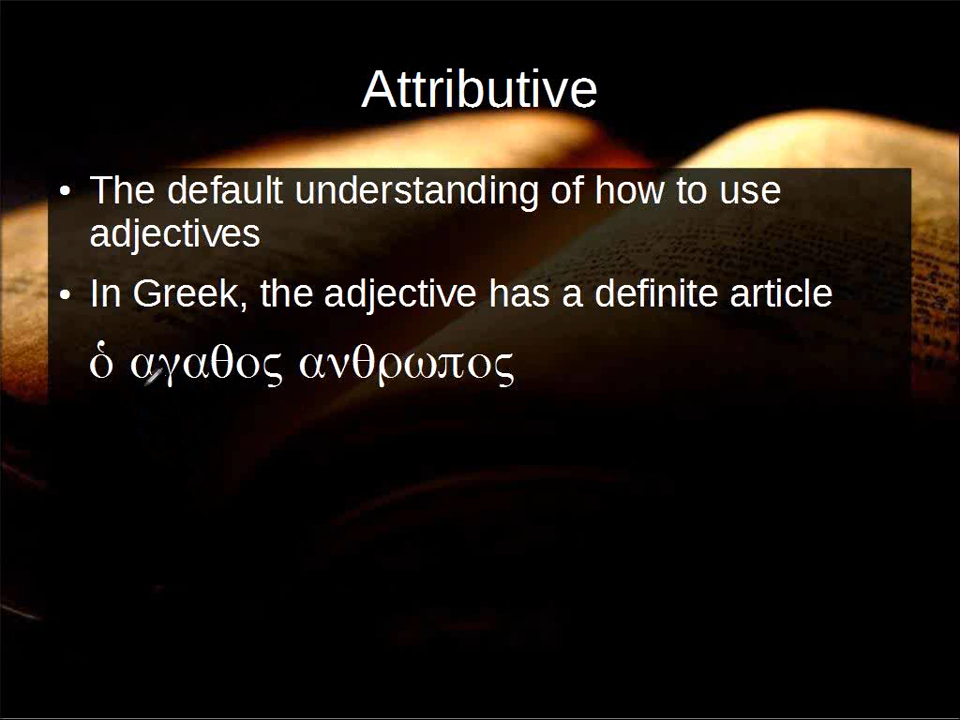 Attributive
• The default understanding of how to use
adjectives
• In Greek, the adjective has a definite article
ὁ αγαθος ανθρωπος